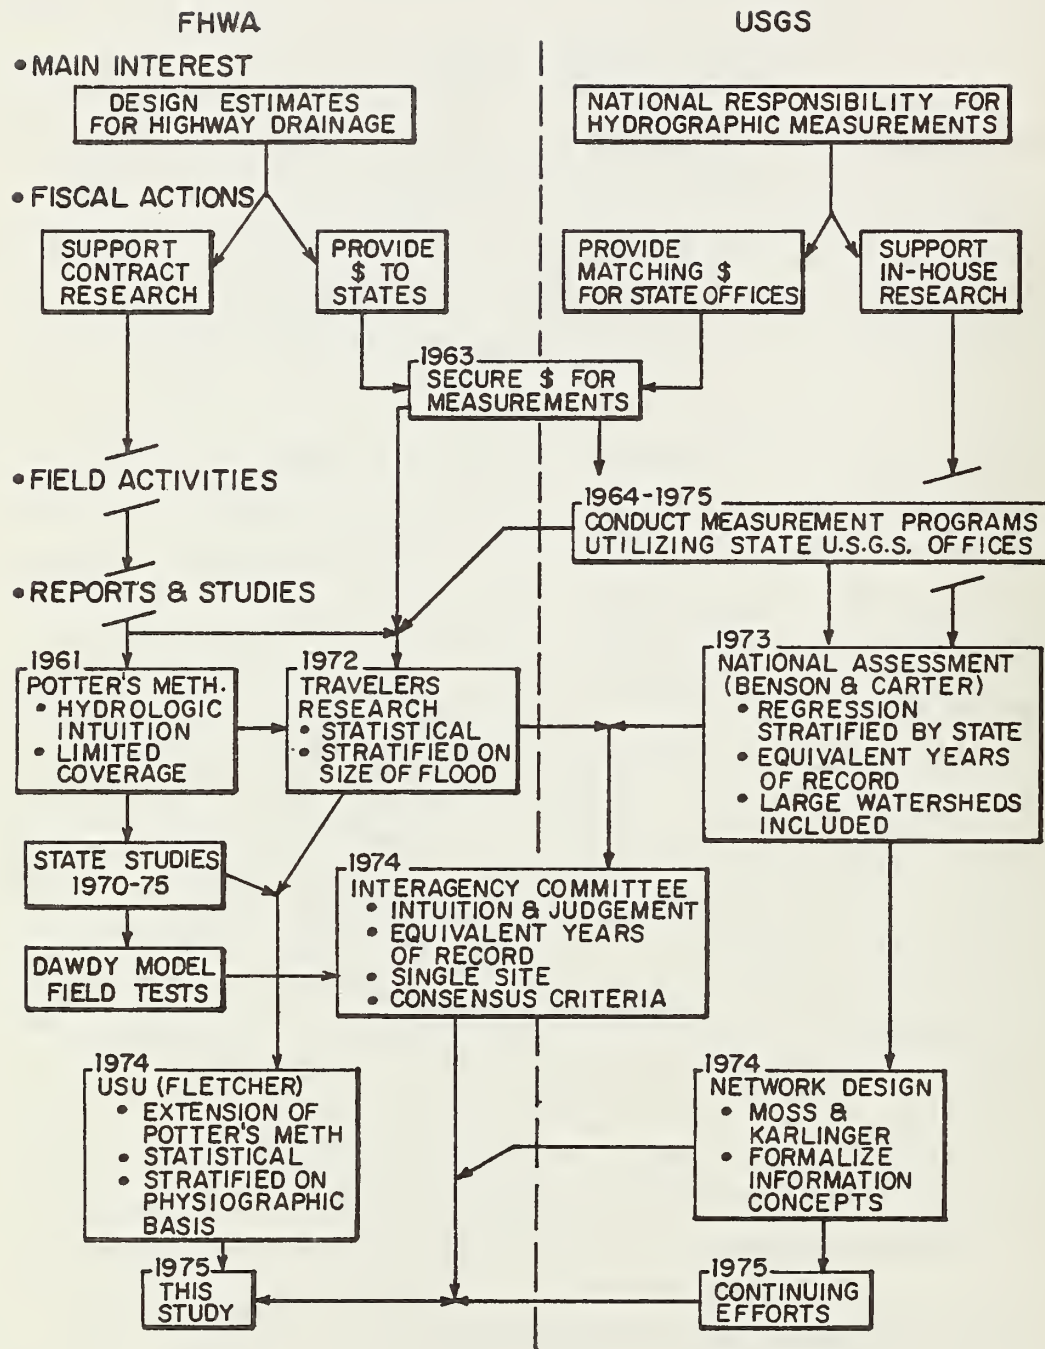 FHWA
USGS
• MAIN INTEREST
DESIGN ESTIMATES
FOR HIGHWAY DRAINAGE
NATIONAL RESPONSIBILITY FOR
HYDROGRAPHIC MEASUREMENTS
• FISCAL ACTIONS
SUPPORT
CONTRACT
RESEARCH
PROVIDE
$ TO
STATES
PROVIDE
MATCHING $
FOR STATE OFFICES
SUPPORT
IN-HOUSE
RESEARCH
1963
SECURE $ FOR
MEASUREMENTS
• FIELD ACTIVITIES
1964-1975
CONDUCT MEASUREMENT PROGRAMS
UTILIZING STATE U.S.G.S. OFFICES
• REPORTS & STUDIES
1961
POTTER'S METH.
• HYDROLOGIC
INTUITION
• LIMITED
COVERAGE
1972
TRAVELERS
RESEARCH
• STATISTICAL
• STRATIFIED ON
SIZE OF FLOOD
1973
NATIONAL ASSESSMENT
(BENSON & CARTER)
• REGRESSION
STRATIFIED BY STATE
• EQUIVALENT YEARS
OF RECORD
• LARGE WATERSHEDS
INCLUDED
STATE STUDIES
1970-75
1974
INTERAGENCY COMMITTEE
• INTUITION & JUDGEMENT
• EQUIVALENT YEARS
OF RECORD
• SINGLE SITE
• CONSENSUS CRITERIA
DAWDY MODEL
FIELD TESTS
1974
USU (FLETCHER)
• EXTENSION OF
POTTER'S METH
• STATISTICAL
• STRATIFIED ON
PHYSIOGRAPHIC
BASIS
1974
NETWORK DESIGN
• MOSS &
KARLINGER
• FORMALIZE
INFORMATION
CONCEPTS
1975
THIS
STUDY
1975
CONTINUING
EFFORTS